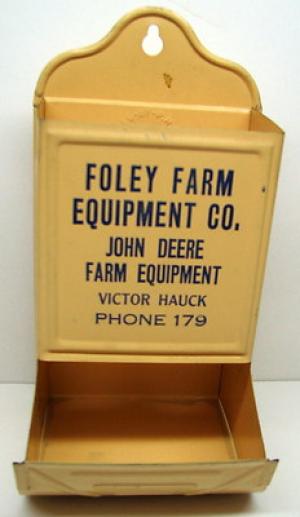 FOLEY FARM
EQUIPMENT CO.
JOHN DEERE
FARM EQUIPMENT
VICTOR HAUCK
PHONE 179